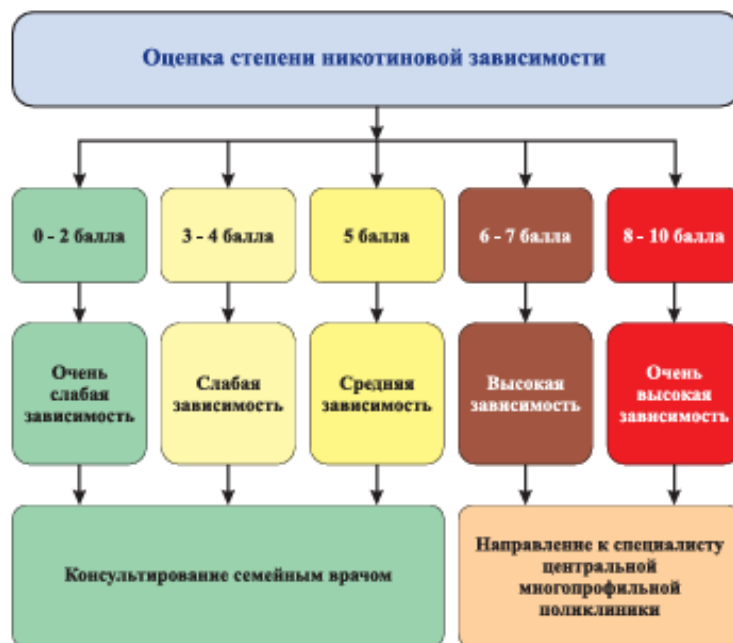 Оценка степени никотиновой зависимости
0 - 2 балла
3 - 4 балла
5 балла
6 - 7 балла
8 - 10 балла
Очень
слабая
зависимость
Слабая
зависимость
Средняя
зависимость
Высокая
зависимость
Очень
высокая
зависимость
Консультирование семейным врачом
Направление к специалисту
центральной
многопрофильной
поликлиники